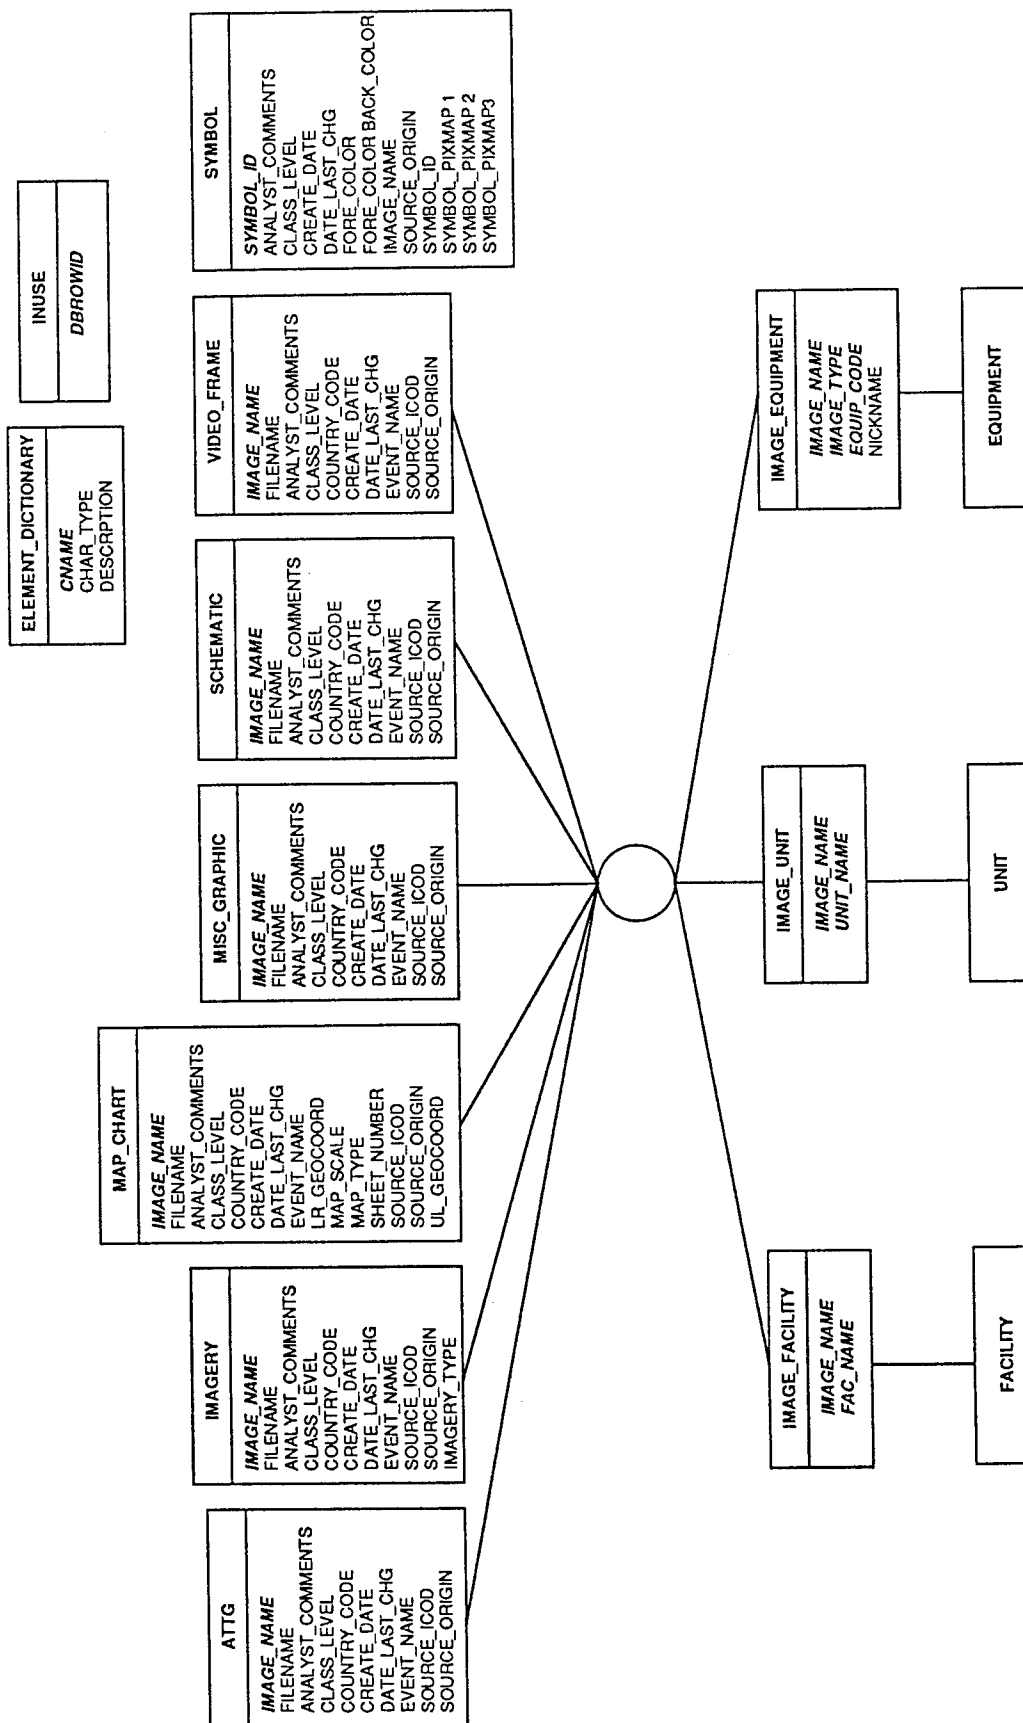 ELEMENT_DICTIONARY
CNAME
CHAR_TYPE
DESCRPTION
INUSE
DBROWID
ATTG
IMAGE_NAME
FILENAME
ANALYST_COMMENTS
CLASS_LEVEL
COUNTRY_CODE
CREATE_DATE
DATE_LAST_CHG
EVENT_NAME
SOURCE_ICOD
SOURCE_ORIGIN
IMAGERY
IMAGE_NAME
FILENAME
ANALYST_COMMENTS
CLASS_LEVEL
COUNTRY_CODE
CREATE_DATE
DATE_LAST_CHG
EVENT_NAME
SOURCE_ICOD
SOURCE_ORIGIN
IMAGERY_TYPE
MAP_CHART
IMAGE_NAME
FILENAME
ANALYST_COMMENTS
CLASS_LEVEL
COUNTRY_CODE
CREATE_DATE
DATE_LAST_CHG
EVENT_NAME
LR_GEOCOORD
MAP_SCALE
MAP_TYPE
SHEET_NUMBER
SOURCE_ICOD
SOURCE_ORIGIN
UL_GEOCOORD
MISC_GRAPHIC
IMAGE_NAME
FILENAME
ANALYST_COMMENTS
CLASS_LEVEL
COUNTRY_CODE
CREATE_DATE
DATE_LAST_CHG
EVENT_NAME
SOURCE_ICOD
SOURCE_ORIGIN
SCHEMATIC
IMAGE_NAME
FILENAME
ANALYST_COMMENTS
CLASS_LEVEL
COUNTRY_CODE
CREATE_DATE
DATE_LAST_CHG
EVENT_NAME
SOURCE_ICOD
SOURCE_ORIGIN
VIDEO_FRAME
IMAGE_NAME
FILENAME
ANALYST_COMMENTS
CLASS_LEVEL
COUNTRY_CODE
CREATE_DATE
DATE_LAST_CHG
EVENT_NAME
SOURCE_ICOD
SOURCE_ORIGIN
SYMBOL
SYMBOL_ID
ANALYST_COMMENTS
CLASS_LEVEL
CREATE_DATE
DATE_LAST_CHG
FORE_COLOR
FORE_COLOR BACK_COLOR
IMAGE_NAME
SOURCE_ORIGIN
SYMBOL_ID
SYMBOL_PIXMAP 1
SYMBOL_PIXMAP 2
SYMBOL_PIXMAP3
IMAGE_FACILITY
IMAGE_NAME
FAC_NAME
IMAGE_UNIT
IMAGE_NAME
UNIT_NAME
IMAGE_EQUIPMENT
IMAGE_NAME
IMAGE_TYPE
EQUIP_CODE
NICKNAME
FACILITY
UNIT
EQUIPMENT